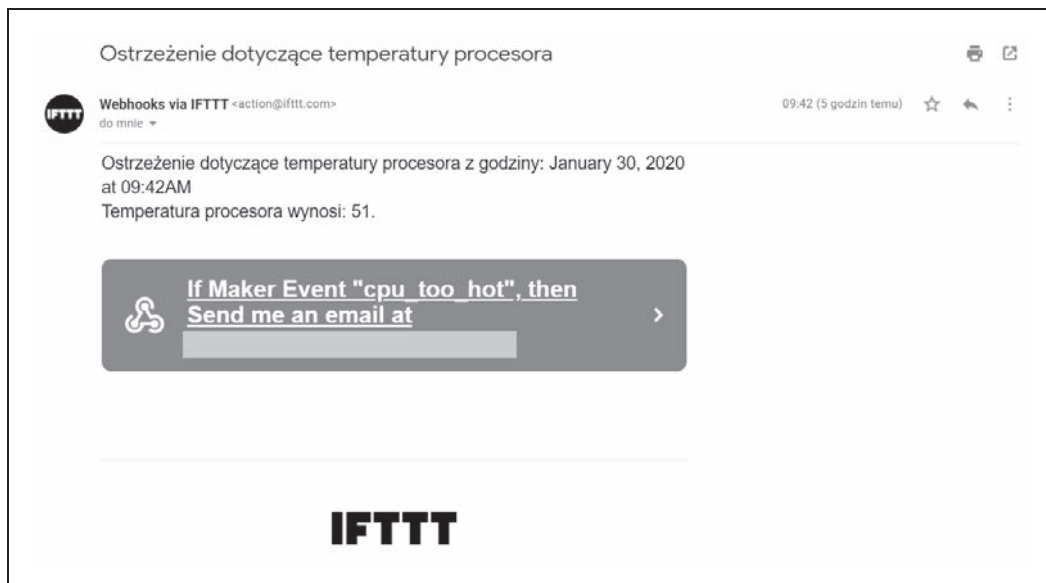 Ostrzeżenie dotyczące temperatury procesora
IFTTT
Webhooks via IFTTT <action@ifttt.com>
09:42 (5 godzin temu)
do mnie
Ostrzeżenie dotyczące temperatury procesora z godziny: January 30, 2020
at 09:42AM
Temperatura procesora wynosi: 51.
If Maker Event "cpu_too_hot", then
Send me an email at
IFTTT